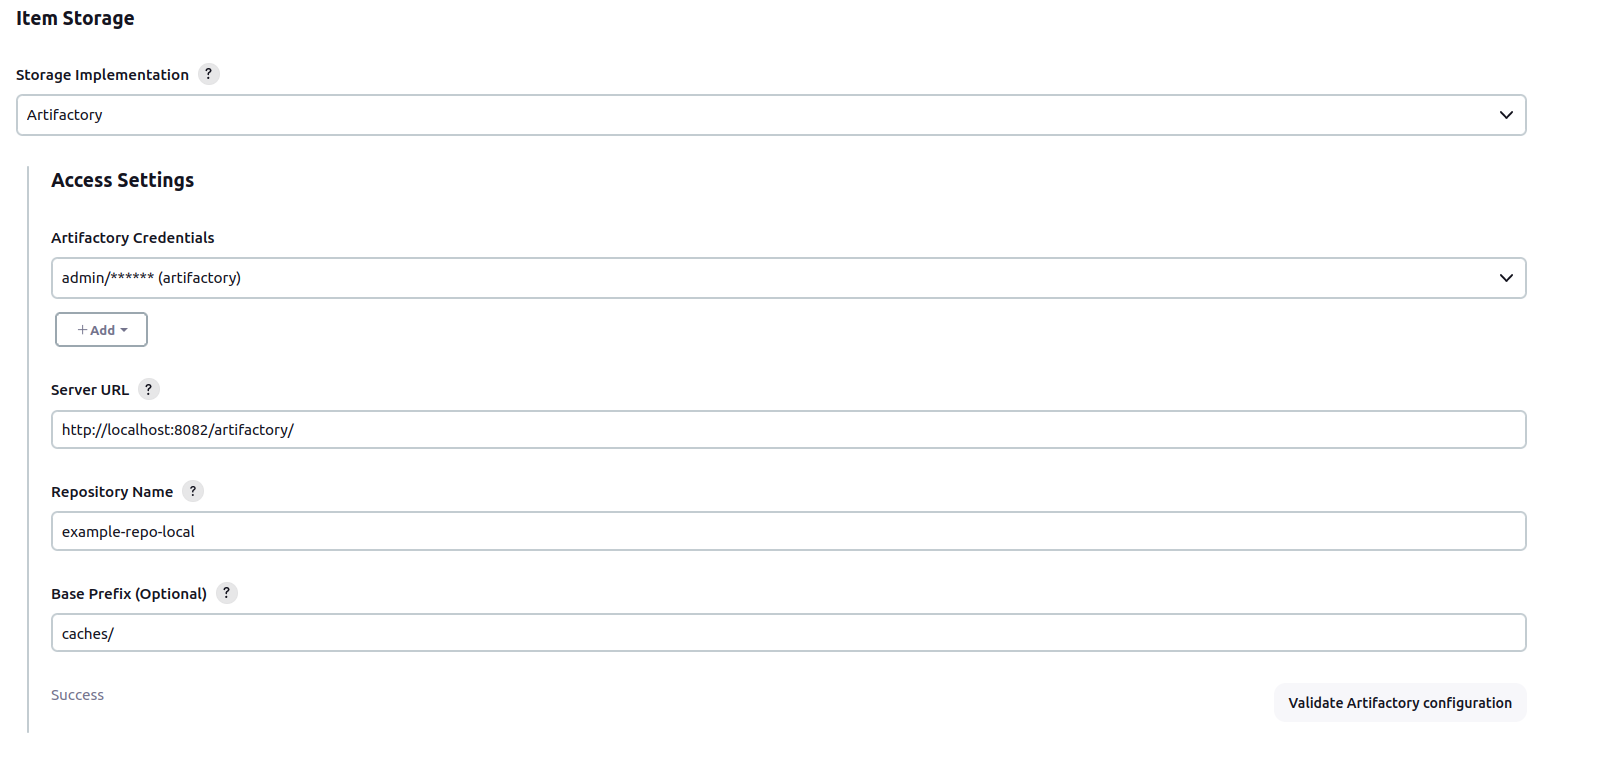 Item Storage
Storage Implementation ?
Artifactory
Access Settings
Artifactory Credentials
admin/****** (artifactory)
+ Add
Server URL ?
http://localhost:8082/artifactory/
Repository Name ?
example-repo-local
Base Prefix (Optional) ?
caches/
Success
Validate Artifactory configuration